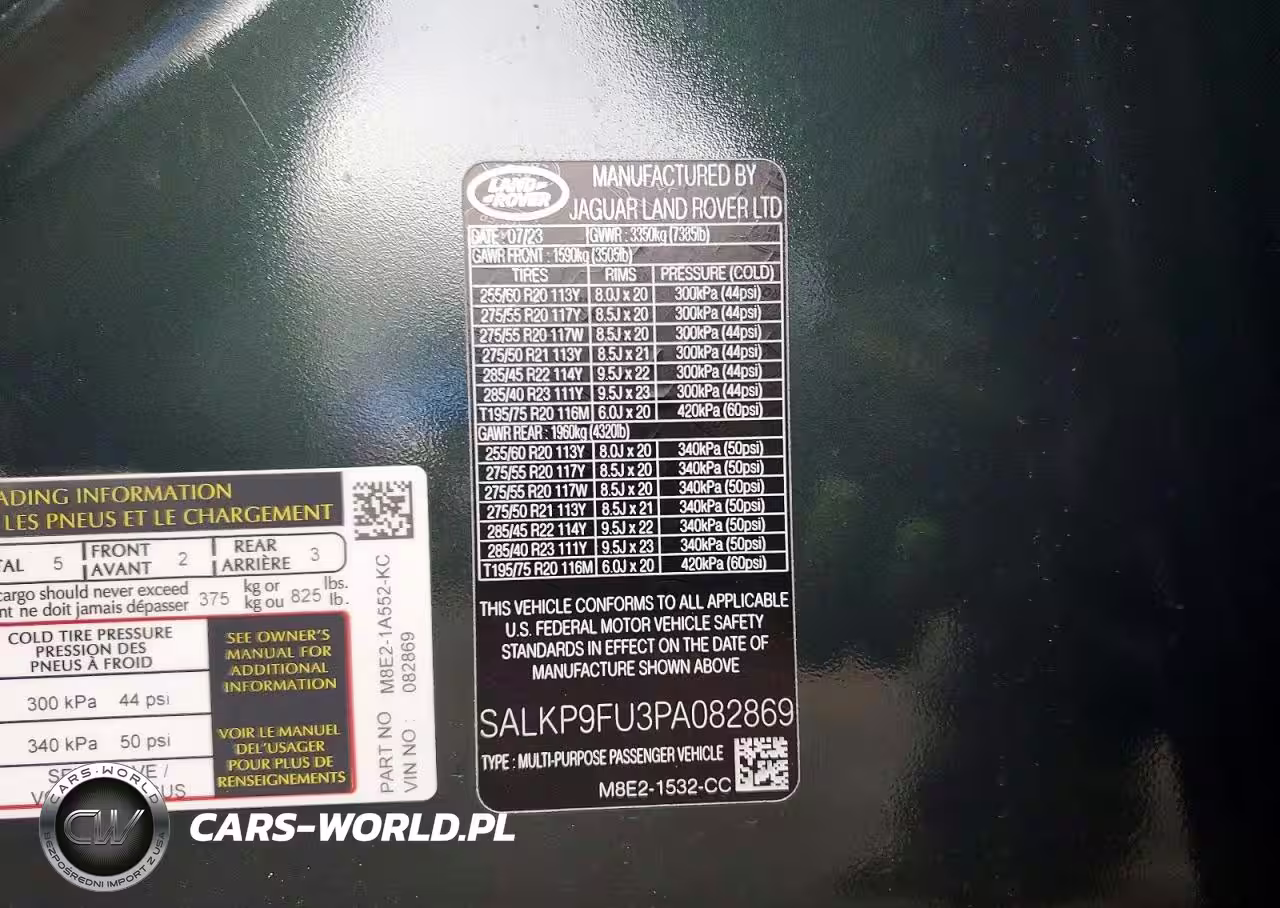 LAND-
ROVER
MANUFACTURED BY
JAGUAR LAND ROVER LTD
DATE : 07/23 GVWR : 3350kg (7385lb)
GAWR FRONT : 1590kg (3505lb)
TIRES RIMS PRESSURE (COLD)
255/60 R20 113Y 8.0J x 20 300kPa (44psi)
275/55 R20 117Y 8.5J x 20 300kPa (44psi)
275/55 R20 117W 8.5J x 20 300kPa (44psi)
275/50 R21 113Y 8.5J x 21 300kPa (44psi)
285/45 R22 114Y 9.5J x 22 300kPa (44psi)
285/40 R23 111Y 9.5J x 23 300kPa (44psi)
T195/75 R20 116M 6.0J x 20 420kPa (60psi)
GAWR REAR : 1960kg (4320lb)
255/60 R20 113Y 8.0J x 20 340kPa (50psi)
275/55 R20 117Y 8.5J x 20 340kPa (50psi)
275/55 R20 117W 8.5J x 20 340kPa (50psi)
275/50 R21 113Y 8.5J x 21 340kPa (50psi)
285/45 R22 114Y 9.5J x 22 340kPa (50psi)
285/40 R23 111Y 9.5J x 23 340kPa (50psi)
T195/75 R20 116M 6.0J x 20 420kPa (60psi)
THIS VEHICLE CONFORMS TO ALL APPLICABLE
U.S. FEDERAL MOTOR VEHICLE SAFETY
STANDARDS IN EFFECT ON THE DATE OF
MANUFACTURE SHOWN ABOVE
SALKP9FU3PA082869
TYPE : MULTI-PURPOSE PASSENGER VEHICLE
M8E2-1532-CC
ADING INFORMATION
LES PNEUS ET LE CHARGEMENT
TAL 5 FRONT 2 REAR 3
AVANT ARRIÈRE
cargo should never exceed 375 kg or 825 lbs.
nt ne doit jamais dépasser kg ou lb.
COLD TIRE PRESSURE
PRESSION DES
PNEUS À FROID
300 kPa 44 psi
340 kPa 50 psi
SEE OWNER'S
MANUAL FOR
ADDITIONAL
INFORMATION
VOIR LE MANUEL
DEL'USAGER
POUR PLUS DE
RENSEIGNEMENTS
PART NO M8E2-1A552-KC
VIN NO : 082869
CARS-WORLD
CW
BEZPOŚREDNI IMPORT Z USA
CARS-WORLD.PL